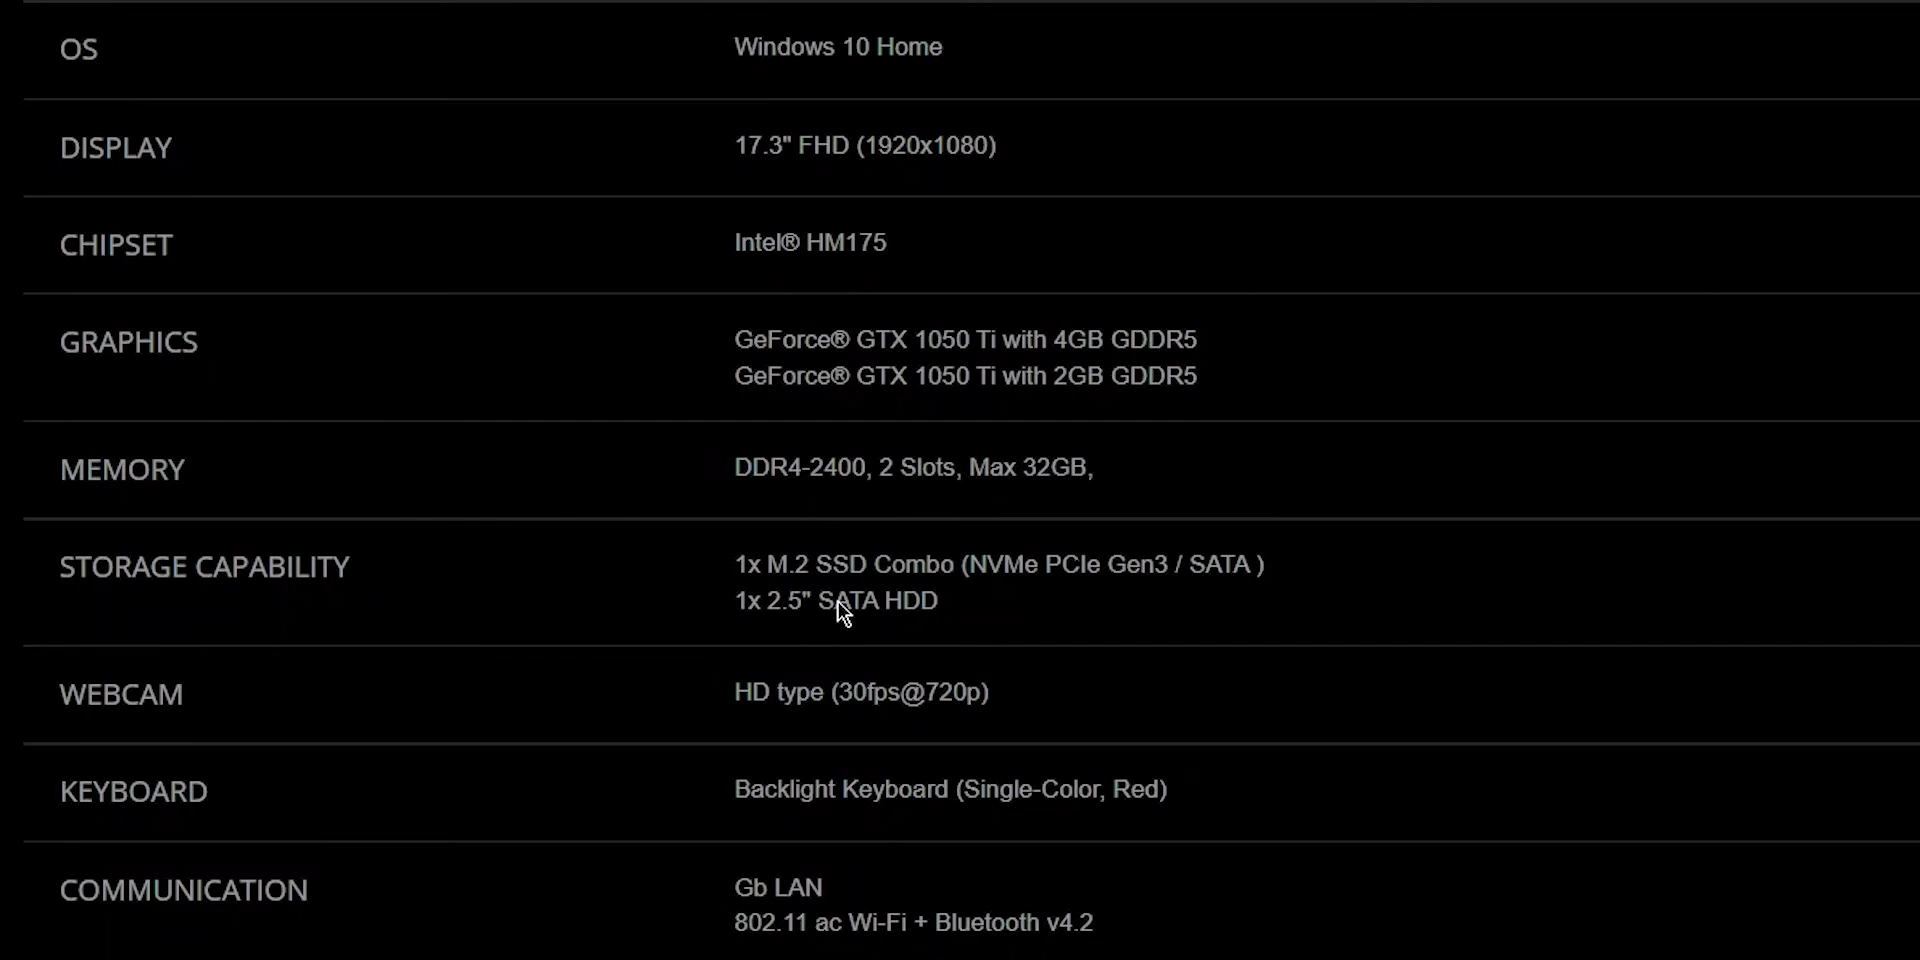 OS
Windows 10 Home
DISPLAY
17.3" FHD (1920x1080)
CHIPSET
Intel® HM175
GRAPHICS
GeForce® GTX 1050 Ti with 4GB GDDR5
GeForce® GTX 1050 Ti with 2GB GDDR5
MEMORY
DDR4-2400, 2 Slots, Max 32GB,
STORAGE CAPABILITY
1x M.2 SSD Combo (NVMe PCIe Gen3 / SATA )
1x 2.5" SATA HDD
WEBCAM
HD type (30fps@720p)
KEYBOARD
Backlight Keyboard (Single-Color, Red)
COMMUNICATION
Gb LAN
802.11 ac Wi-Fi + Bluetooth v4.2